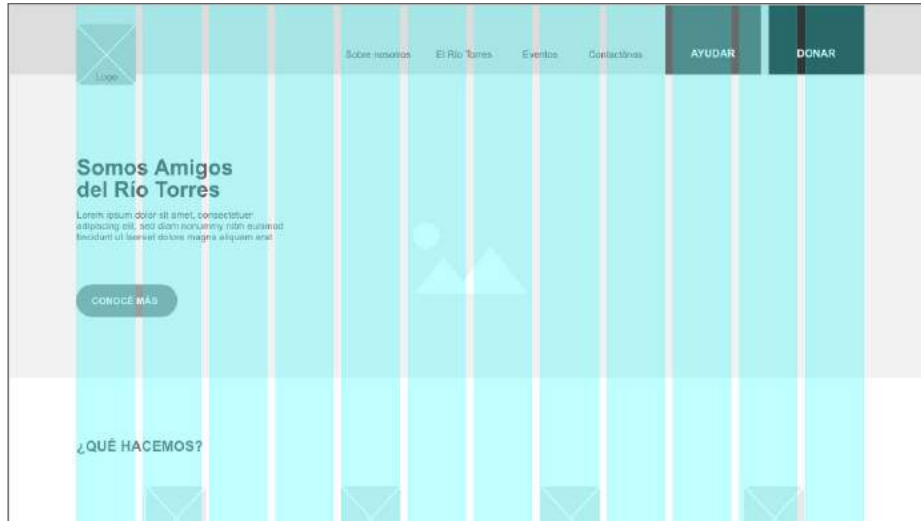 Logo
Sobre nosotros
El Río Torres
Eventos
Contactános
AYUDAR
DONAR
Somos Amigos
del Río Torres
Lorem ipsum dolor sit amet, consectetuer
adipiscing elit, sed diam nonummy nibh euismod
tincidunt ut laoreet dolore magna aliquam erat
CONOCÉ MÁS
¿QUÉ HACEMOS?